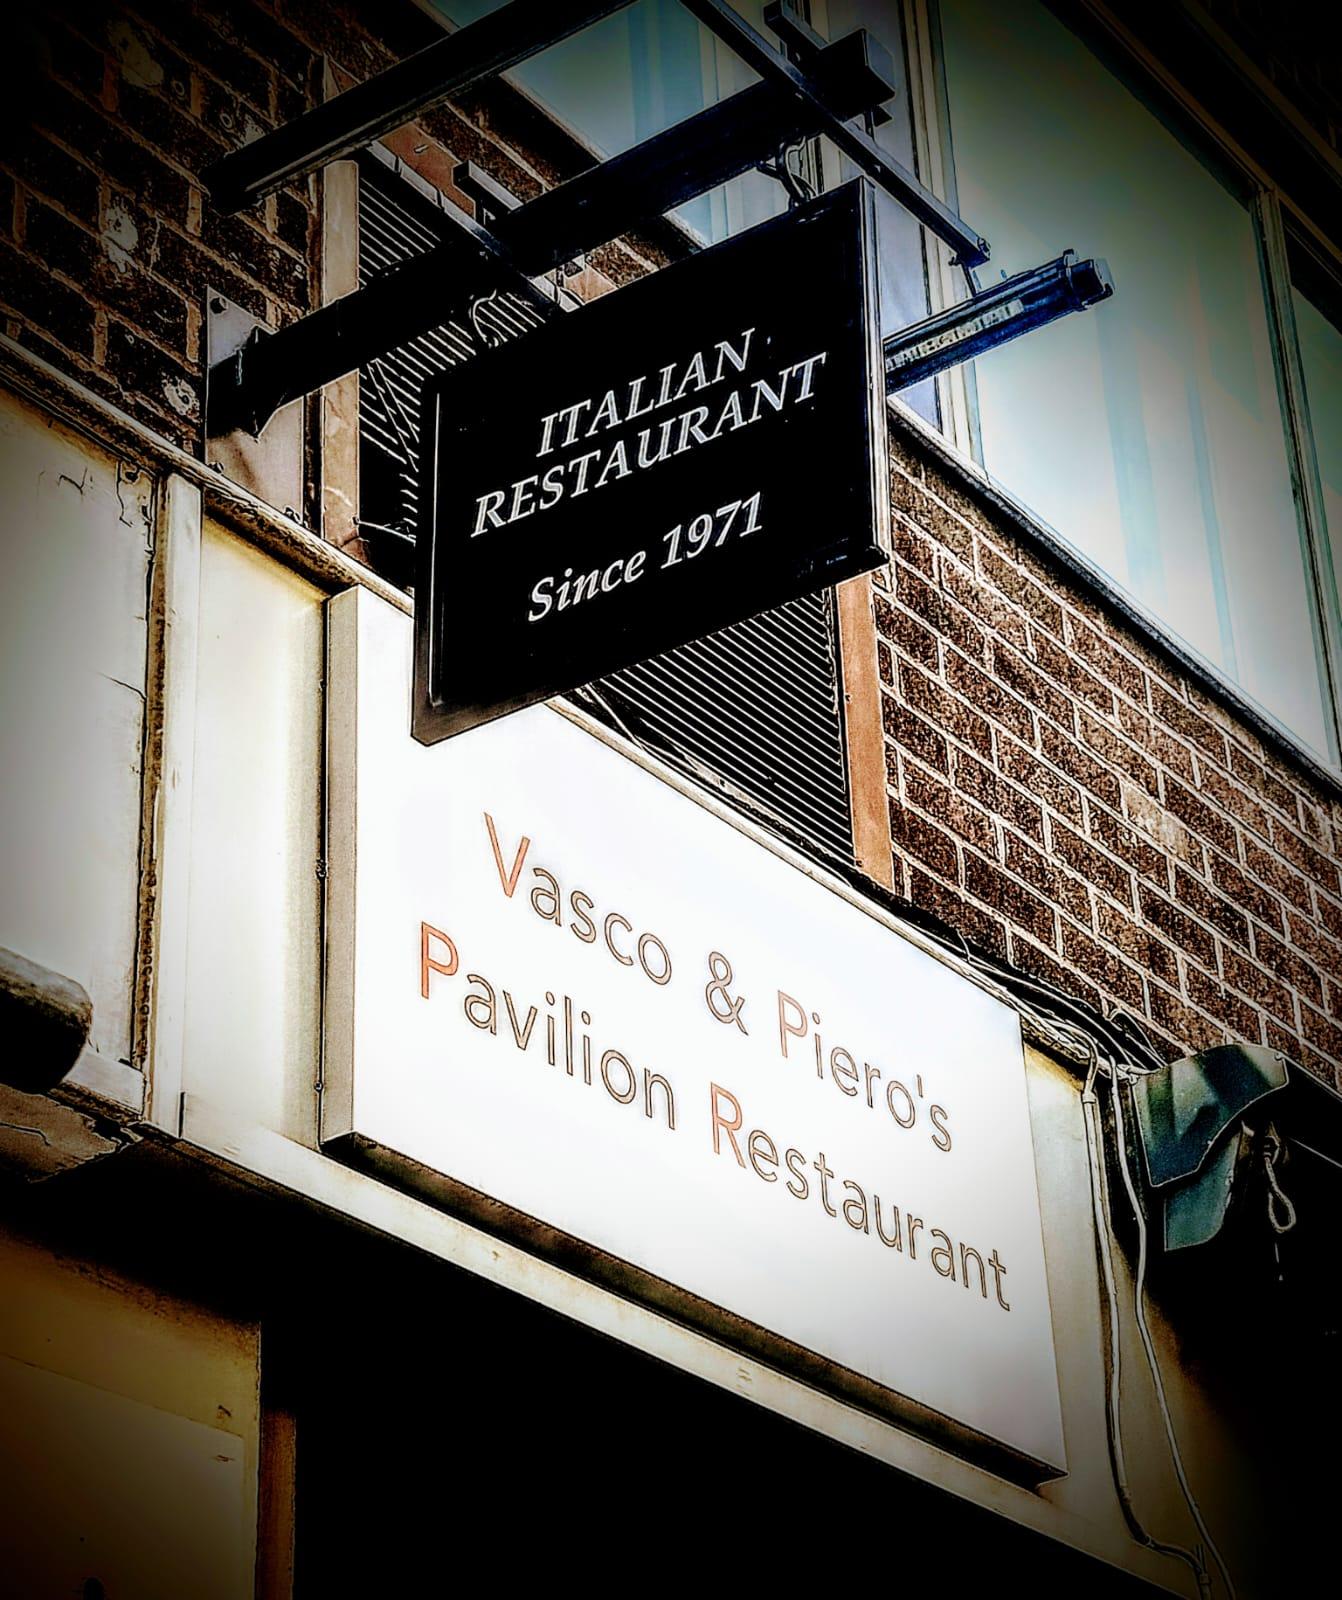 ITALIAN
RESTAURANT
Since 1971
Vasco & Piero's
Pavilion Restaurant